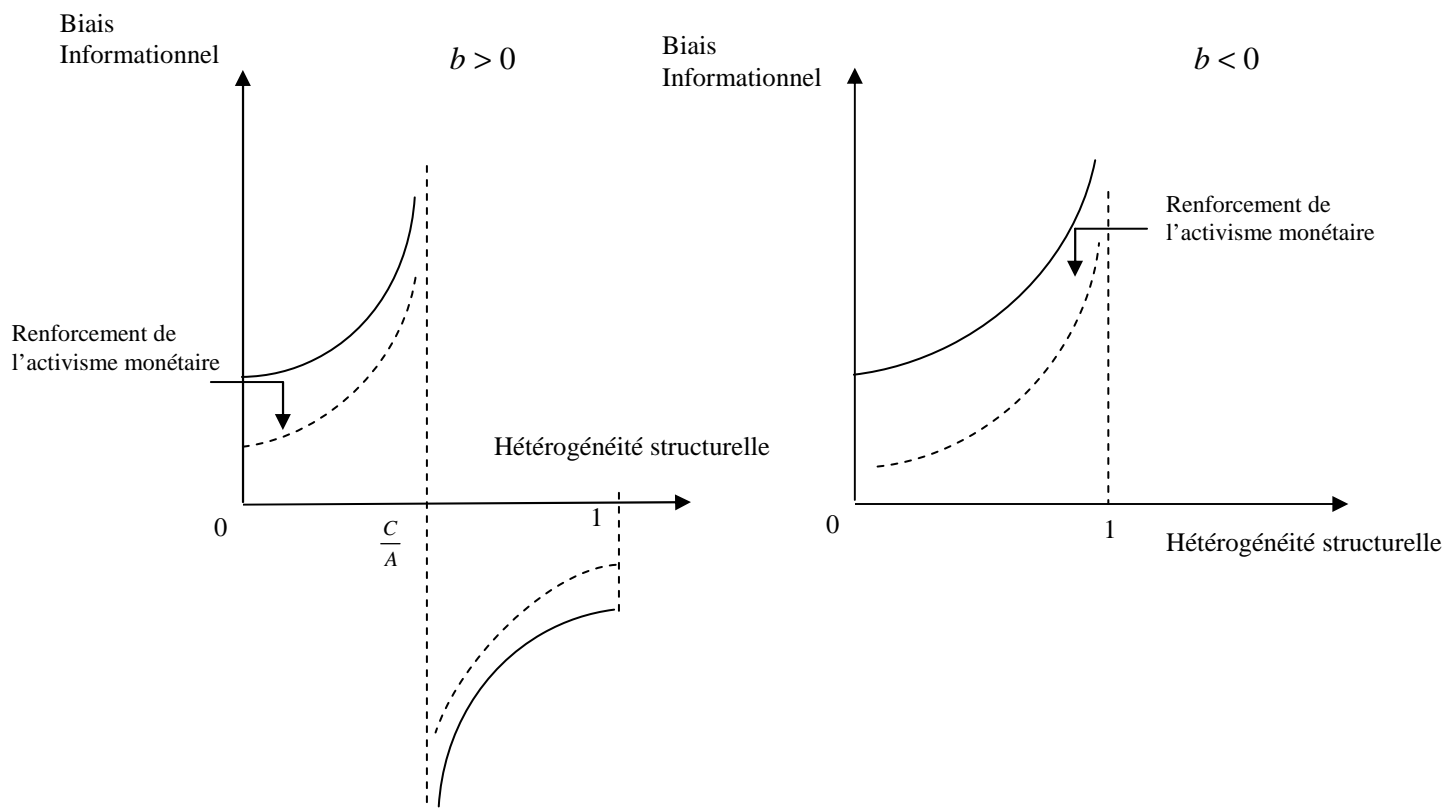 Biais
Informationnel
b > 0
Renforcement de
l’activisme monétaire
Hétérogénéité structurelle
0
C
A
1
Biais
Informationnel
b < 0
Renforcement de
l’activisme monétaire
0
1
Hétérogénéité structurelle